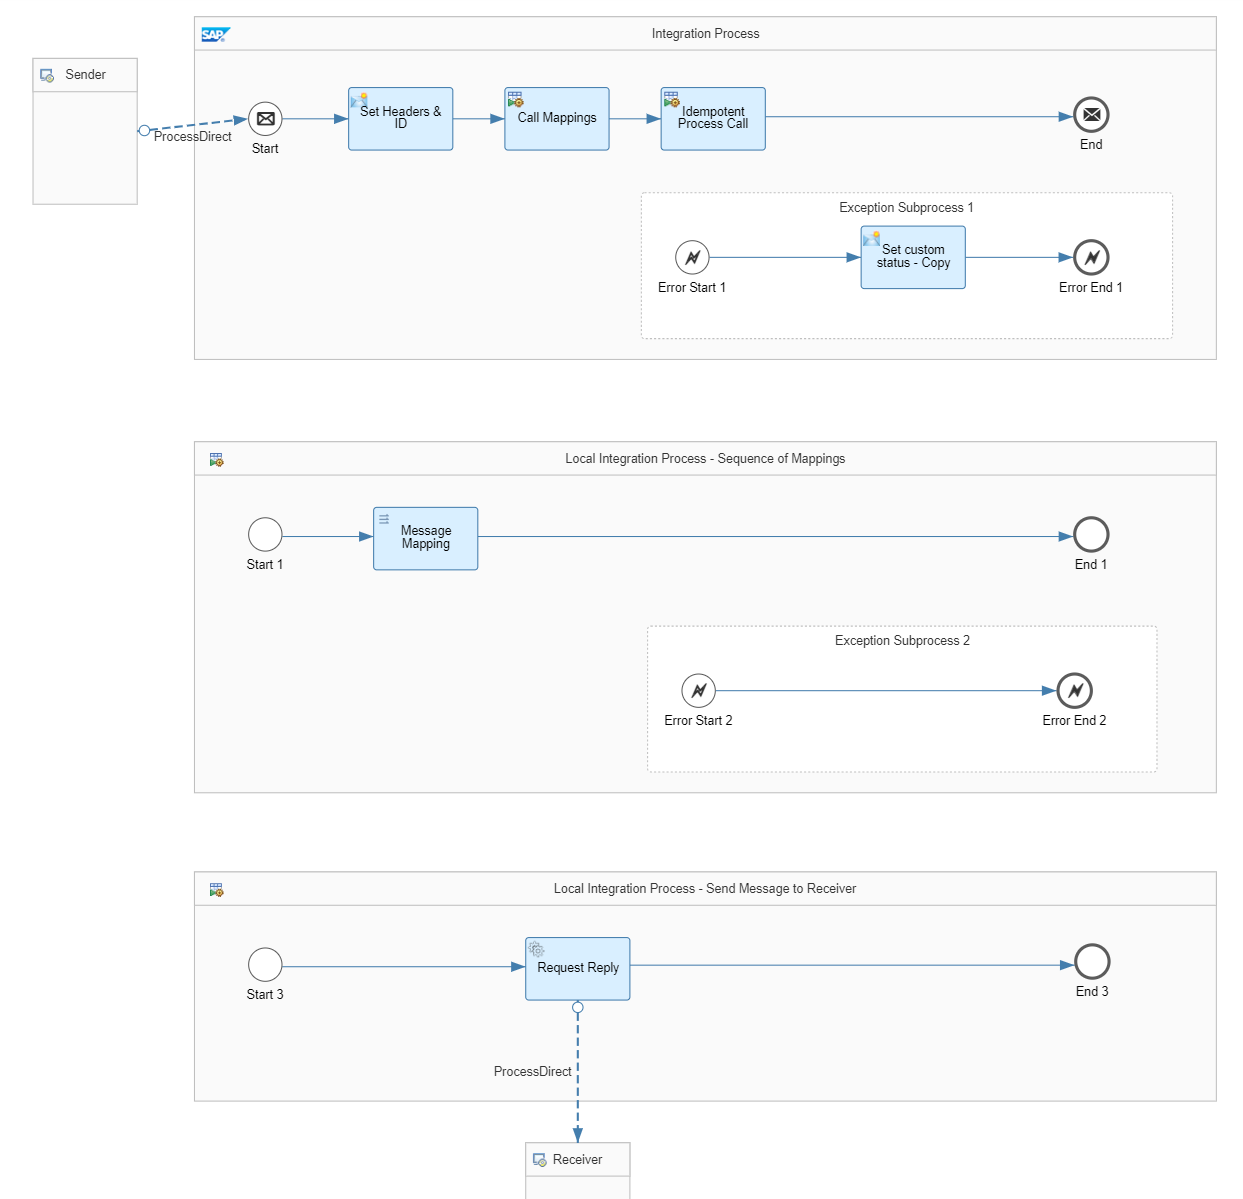 SAP
Integration Process
Sender
ProcessDirect
Start
Set Headers &
ID
Call Mappings
Idempotent
Process Call
End
Exception Subprocess 1
Error Start 1
Set custom
status - Copy
Error End 1
Local Integration Process - Sequence of Mappings
Start 1
Message
Mapping
End 1
Exception Subprocess 2
Error Start 2
Error End 2
Local Integration Process - Send Message to Receiver
Start 3
Request Reply
End 3
ProcessDirect
Receiver